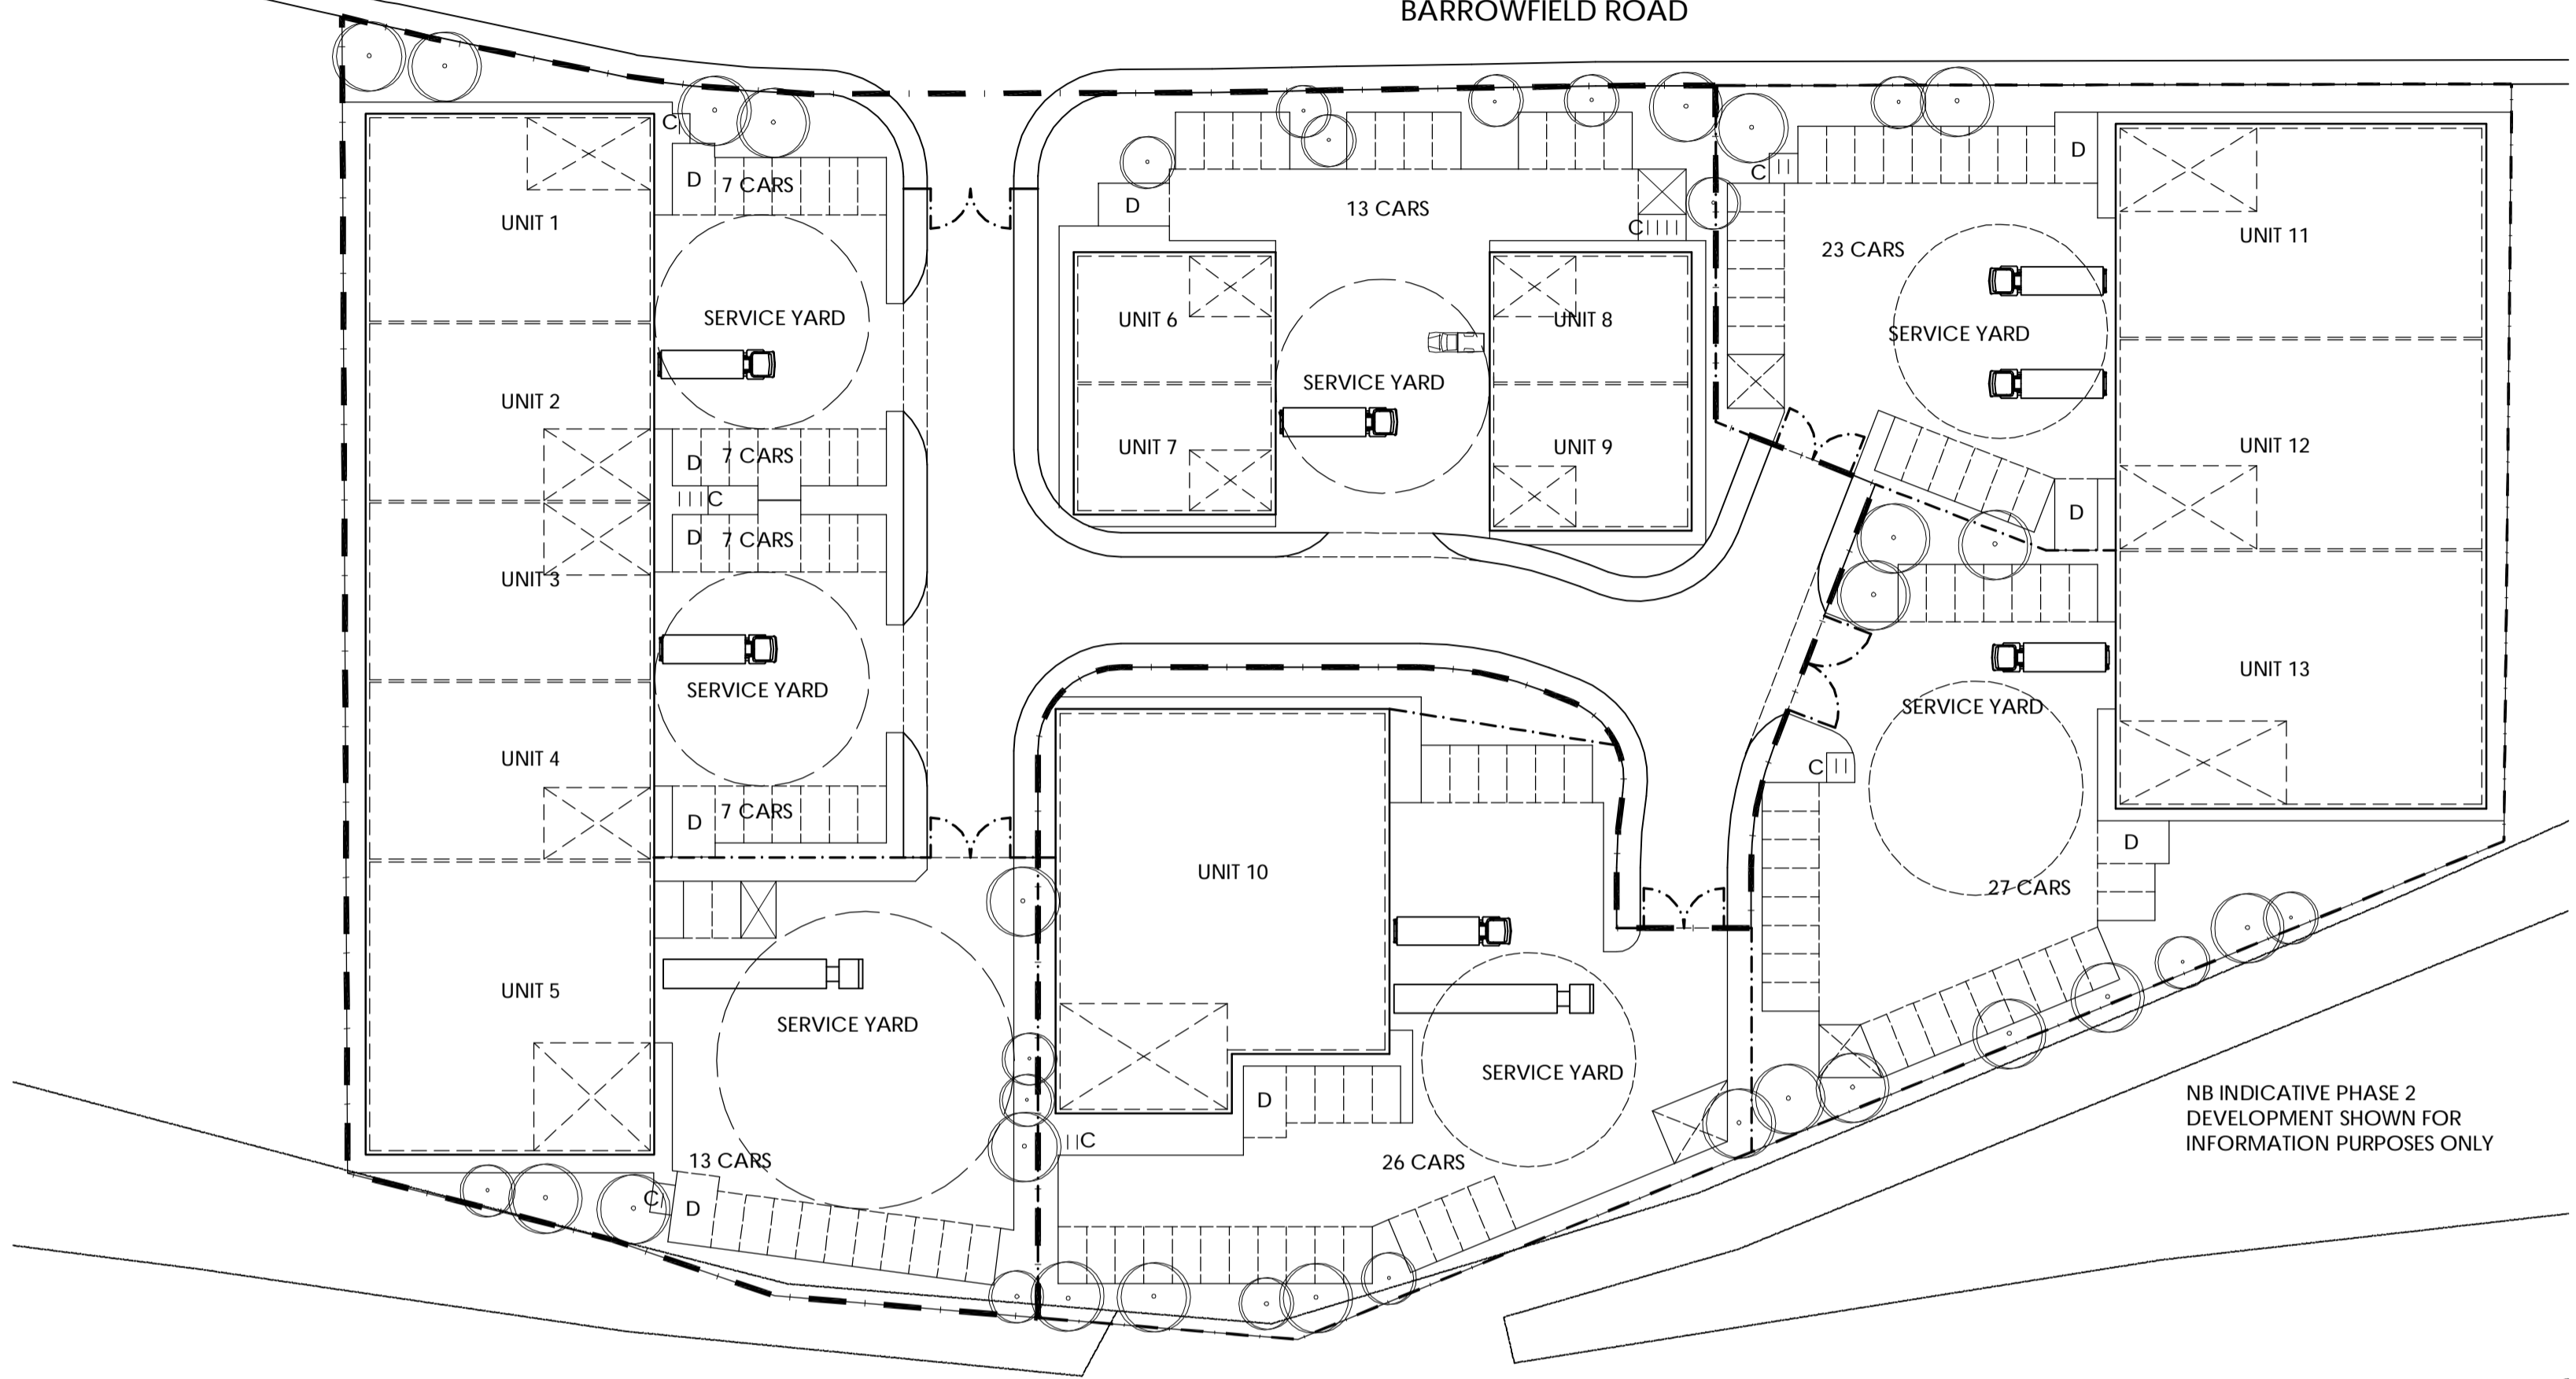 BARROWFIELD ROAD
C
D
7 CARS
UNIT 1
SERVICE YARD
UNIT 2
D
7 CARS
C
D
7 CARS
UNIT 3
SERVICE YARD
UNIT 4
D
7 CARS
UNIT 5
SERVICE YARD
13 CARS
C
D
D
13 CARS
C
UNIT 6
UNIT 8
SERVICE YARD
UNIT 7
UNIT 9
UNIT 10
D
C
SERVICE YARD
26 CARS
C
D
23 CARS
UNIT 11
SERVICE YARD
UNIT 12
D
UNIT 13
SERVICE YARD
C
D
27 CARS
NB INDICATIVE PHASE 2
DEVELOPMENT SHOWN FOR
INFORMATION PURPOSES ONLY